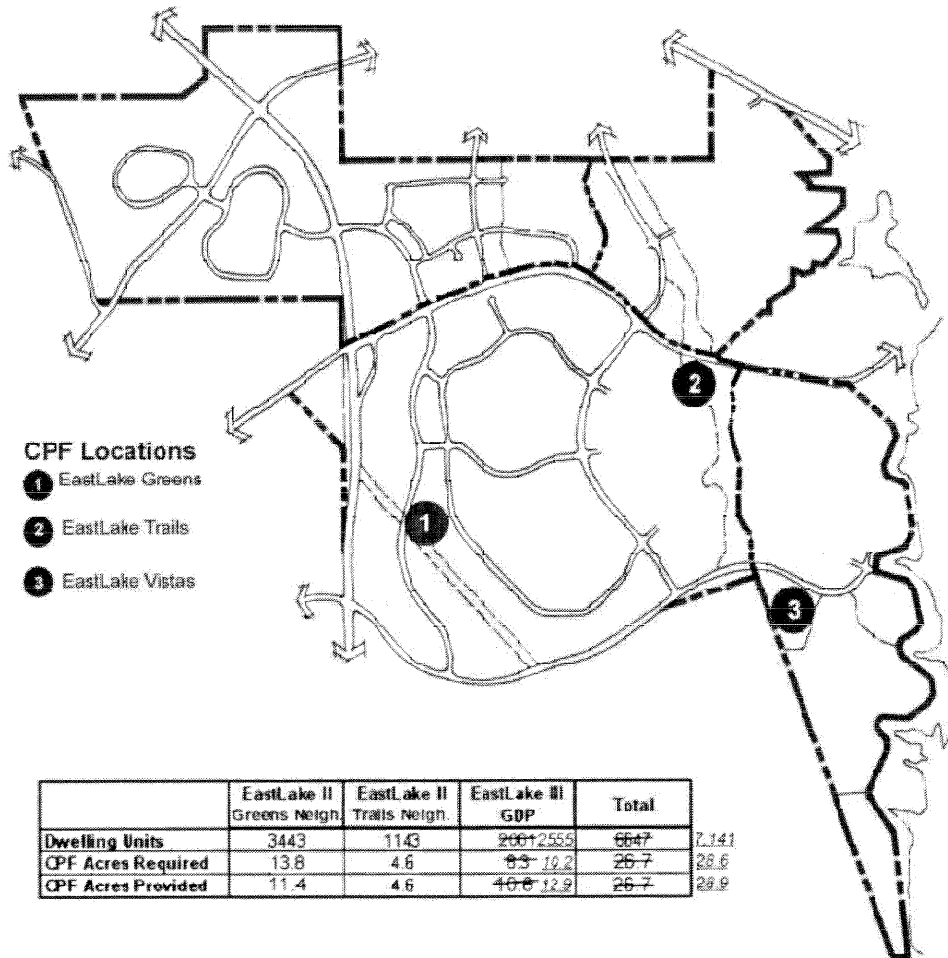 CPF Locations
1 EastLake Greens
2 EastLake Trails
3 EastLake Vistas
2
1
3
EastLake II Greens Neigh. EastLake II Trails Neigh. EastLake III GDP Total
Dwelling Units 3443 1143 2555 7,141
CPF Acres Required 13.8 4.6 10.2 26.7 28.6
CPF Acres Provided 11.4 4.6 10.8 12.9 26.7 28.9